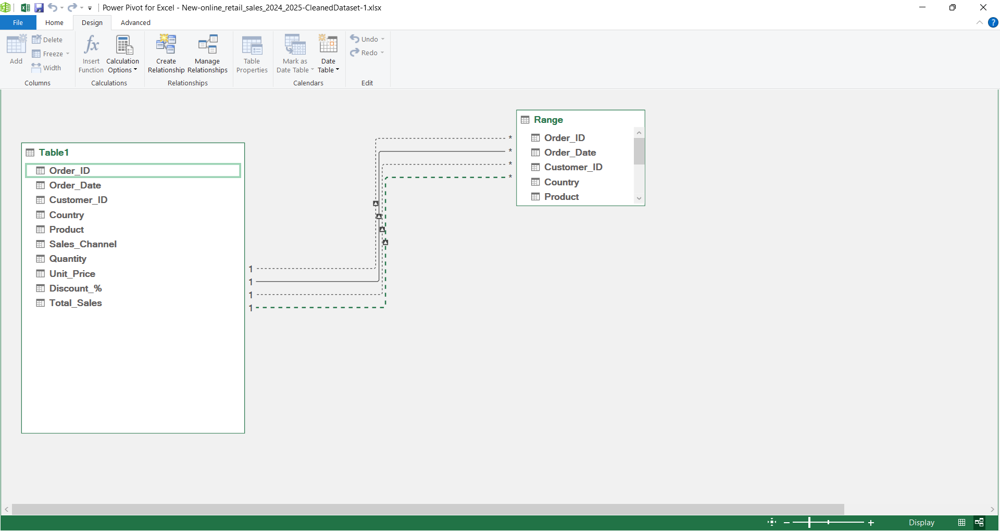 Power Pivot for Excel - New-online_retail_sales_2024_2025-CleanedDataset-1.xlsx
File Home Design Advanced
?
Add
Delete
Freeze
Width
Columns
fx
Insert
Function
Calculation
Options
Calculations
Create
Relationship
Manage
Relationships
Relationships
Table
Properties
Mark as
Date Table
Date
Table
Calendars
Undo
Redo
Edit
Table1
Order_ID
Order_Date
Customer_ID
Country
Product
Sales_Channel
Quantity
Unit_Price
Discount_%
Total_Sales
1
1
1
1
*
*
*
*
Range
Order_ID
Order_Date
Customer_ID
Country
Product
Display